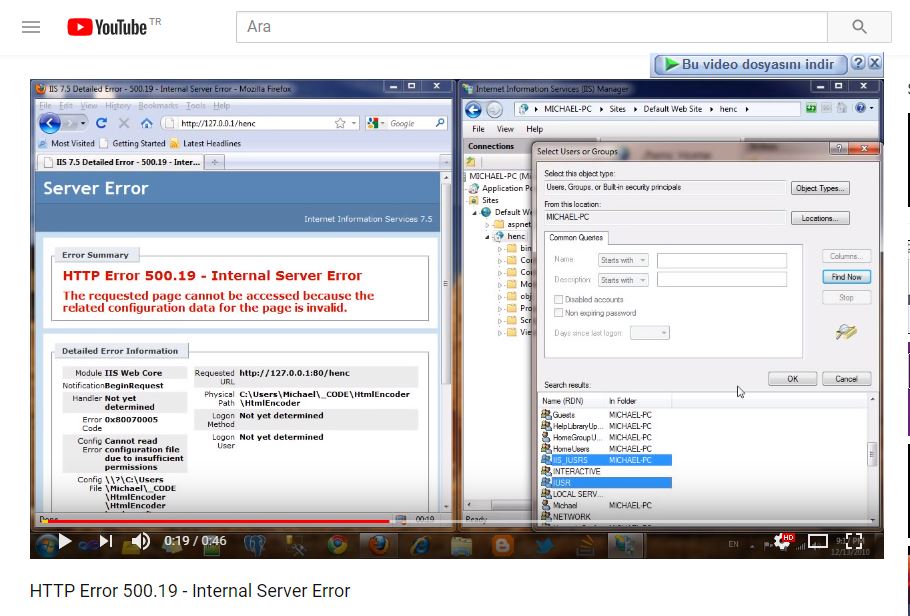 YouTube TR
Ara
Bu video dosyasını indir ? X
IIS 7.5 Detailed Error - 500.19 - Internal Server Error - Mozilla Firefox
File Edit View History Bookmarks Tools Help
http://127.0.0.1/henc
Google
Most Visited Getting Started Latest Headlines
IIS 7.5 Detailed Error - 500.19 - Inter...
Server Error
Internet Information Services 7.5
Error Summary
HTTP Error 500.19 - Internal Server Error
The requested page cannot be accessed because the
related configuration data for the page is invalid.
Detailed Error Information
Module IIS Web Core
Notification BeginRequest
Handler Not yet
determined
Error 0x80070005
Code
Config Cannot read
Error configuration file
due to insufficient
permissions
Config \\?\C:\Users
File \Michael\_CODE
\HtmlEncoder
\HtmlEncoder
Requested http://127.0.0.1:80/henc
URL
Physical C:\Users\Michael\_CODE\HtmlEncoder
Path \HtmlEncoder
Logon Not yet determined
Method
Logon Not yet determined
User
Done
00:19
Internet Information Services (IIS) Manager
MICHAEL-PC Sites Default Web Site henc
File View Help
Connections
MICHAEL-PC (Mi
Application Po
Sites
Default We
aspnet
henc
bin
Co
Co
Mo
obj
Pro
Scr
Vie
Ready
Select Users or Groups
Select this object type:
Users, Groups, or Built-in security principals
Object Types...
From this location:
MICHAEL-PC
Locations...
Common Queries
Name: Starts with
Description: Starts with
Disabled accounts
Non expiring password
Days since last logon:
Columns...
Find Now
Stop
OK Cancel
Search results:
Name (RDN) In Folder
Guests MICHAEL-PC
HelpLibraryUp... MICHAEL-PC
HomeGroupU... MICHAEL-PC
HomeUsers MICHAEL-PC
IIS_IUSRS MICHAEL-PC
INTERACTIVE
IUSR
LOCAL SERV...
Michael MICHAEL-PC
NETWORK
0:19 / 0:46
HD
EN
12/13/2010
HTTP Error 500.19 - Internal Server Error